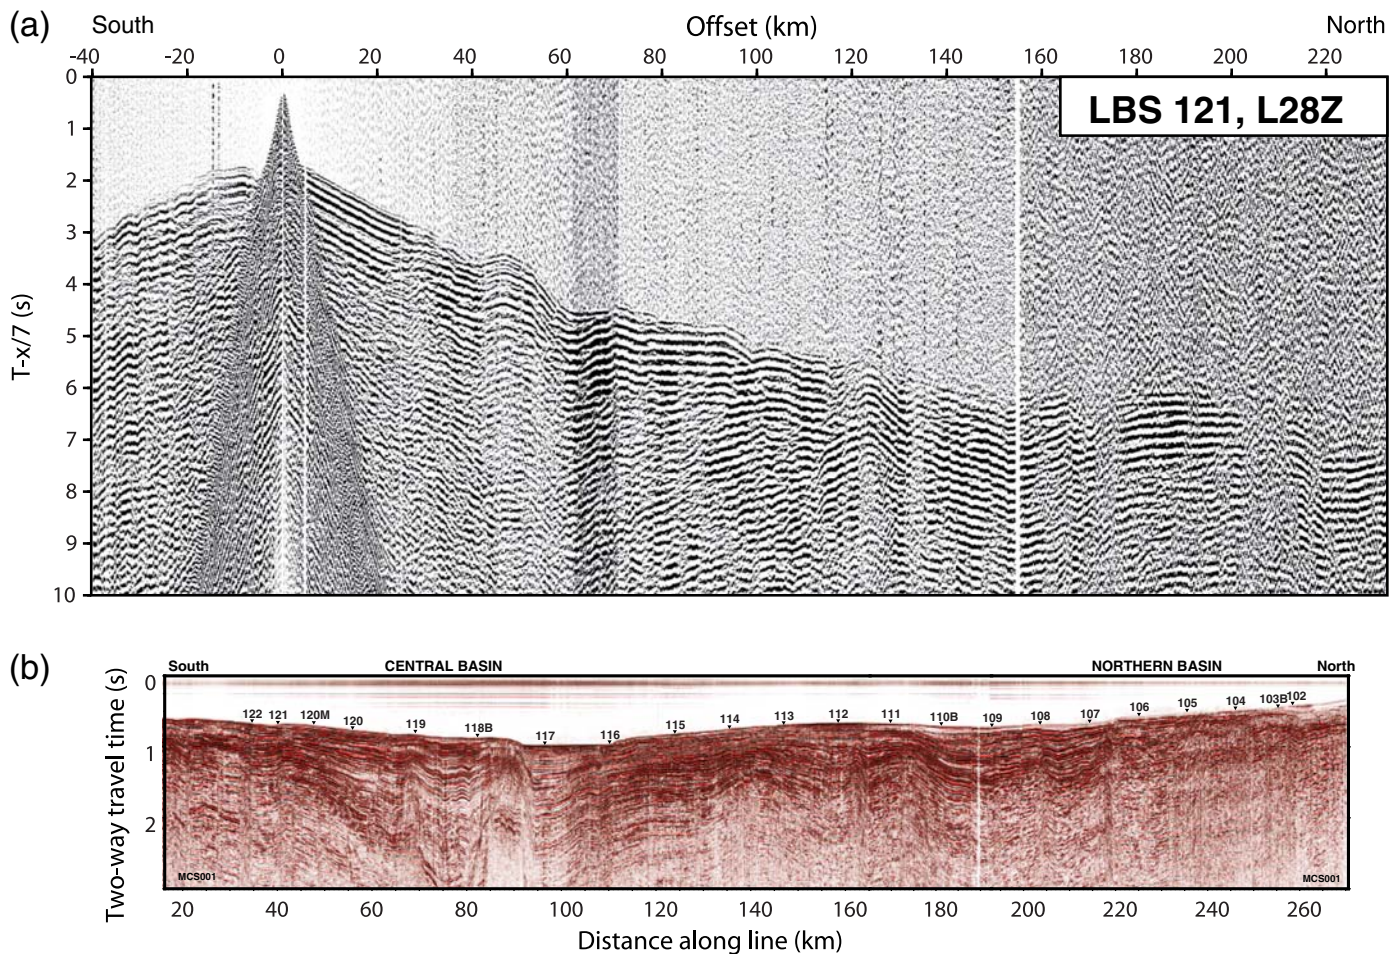 (a)
South Offset (km) North
-40 -20 0 20 40 60 80 100 120 140 160 180 200 220
LBS 121, L28Z
T-x/7 (s)
0
1
2
3
4
5
6
7
8
9
10
(b)
South CENTRAL BASIN NORTHERN BASIN North
Two-way travel time (s)
0
1
2
122 121 120M 120 119 118B 117 116 115 114 113 112 111 110B 109 108 107 106 105 104 103B 102
MCS001 MCS001
20 40 60 80 100 120 140 160 180 200 220 240 260
Distance along line (km)